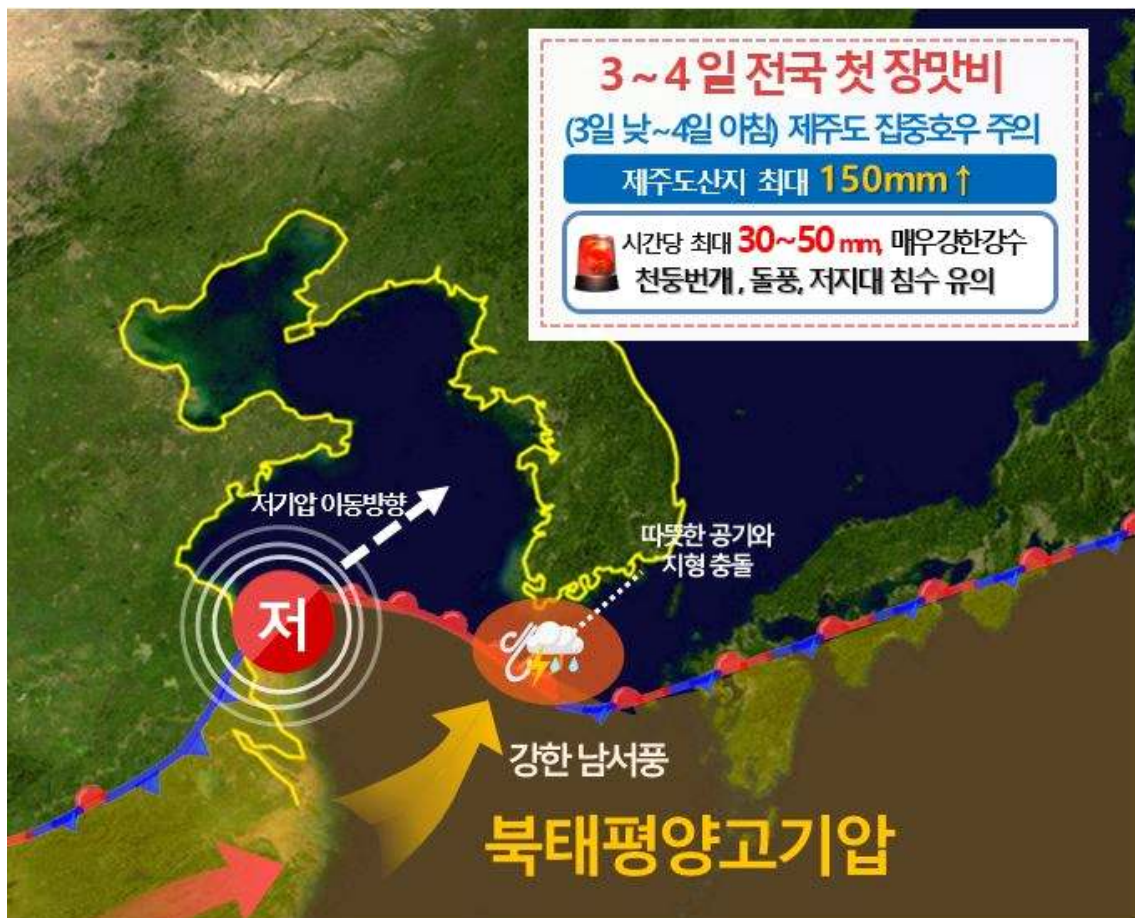 3~4일 전국 첫 장맛비
(3일 낮~4일 아침) 제주도 집중호우 주의
제주도산지 최대 150mm↑
시간당 최대 30~50 mm, 매우강한강수
천둥번개, 돌풍, 저지대 침수 유의
저기압 이동방향
따뜻한 공기와
지형 충돌
저
강한 남서풍
북태평양고기압